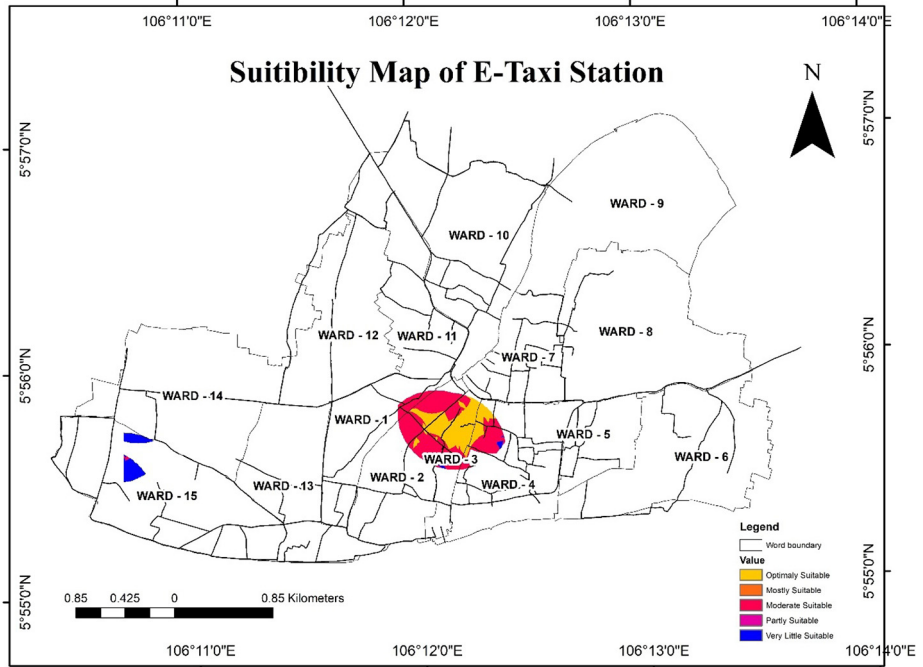 106°11'0"E 106°12'0"E 106°13'0"E 106°14'0"E
Suitibility Map of E-Taxi Station
N
5°57'0"N
5°57'0"N
WARD - 9
WARD - 10
WARD - 12
WARD - 11
WARD - 8
WARD - 7
5°56'0"N
5°56'0"N
WARD - 14
WARD - 1
WARD - 5
WARD - 3
WARD - 6
WARD - 2
WARD - 4
WARD - 13
WARD - 15
Legend
Word boundary
Value
Optimaly Suitable
Mostly Suitable
Moderate Suitable
Partly Suitable
Very Little Suitable
5°55'0"N
5°55'0"N
0.85 0.425 0 0.85 Kilometers
106°11'0"E 106°12'0"E 106°13'0"E 106°14'0"E